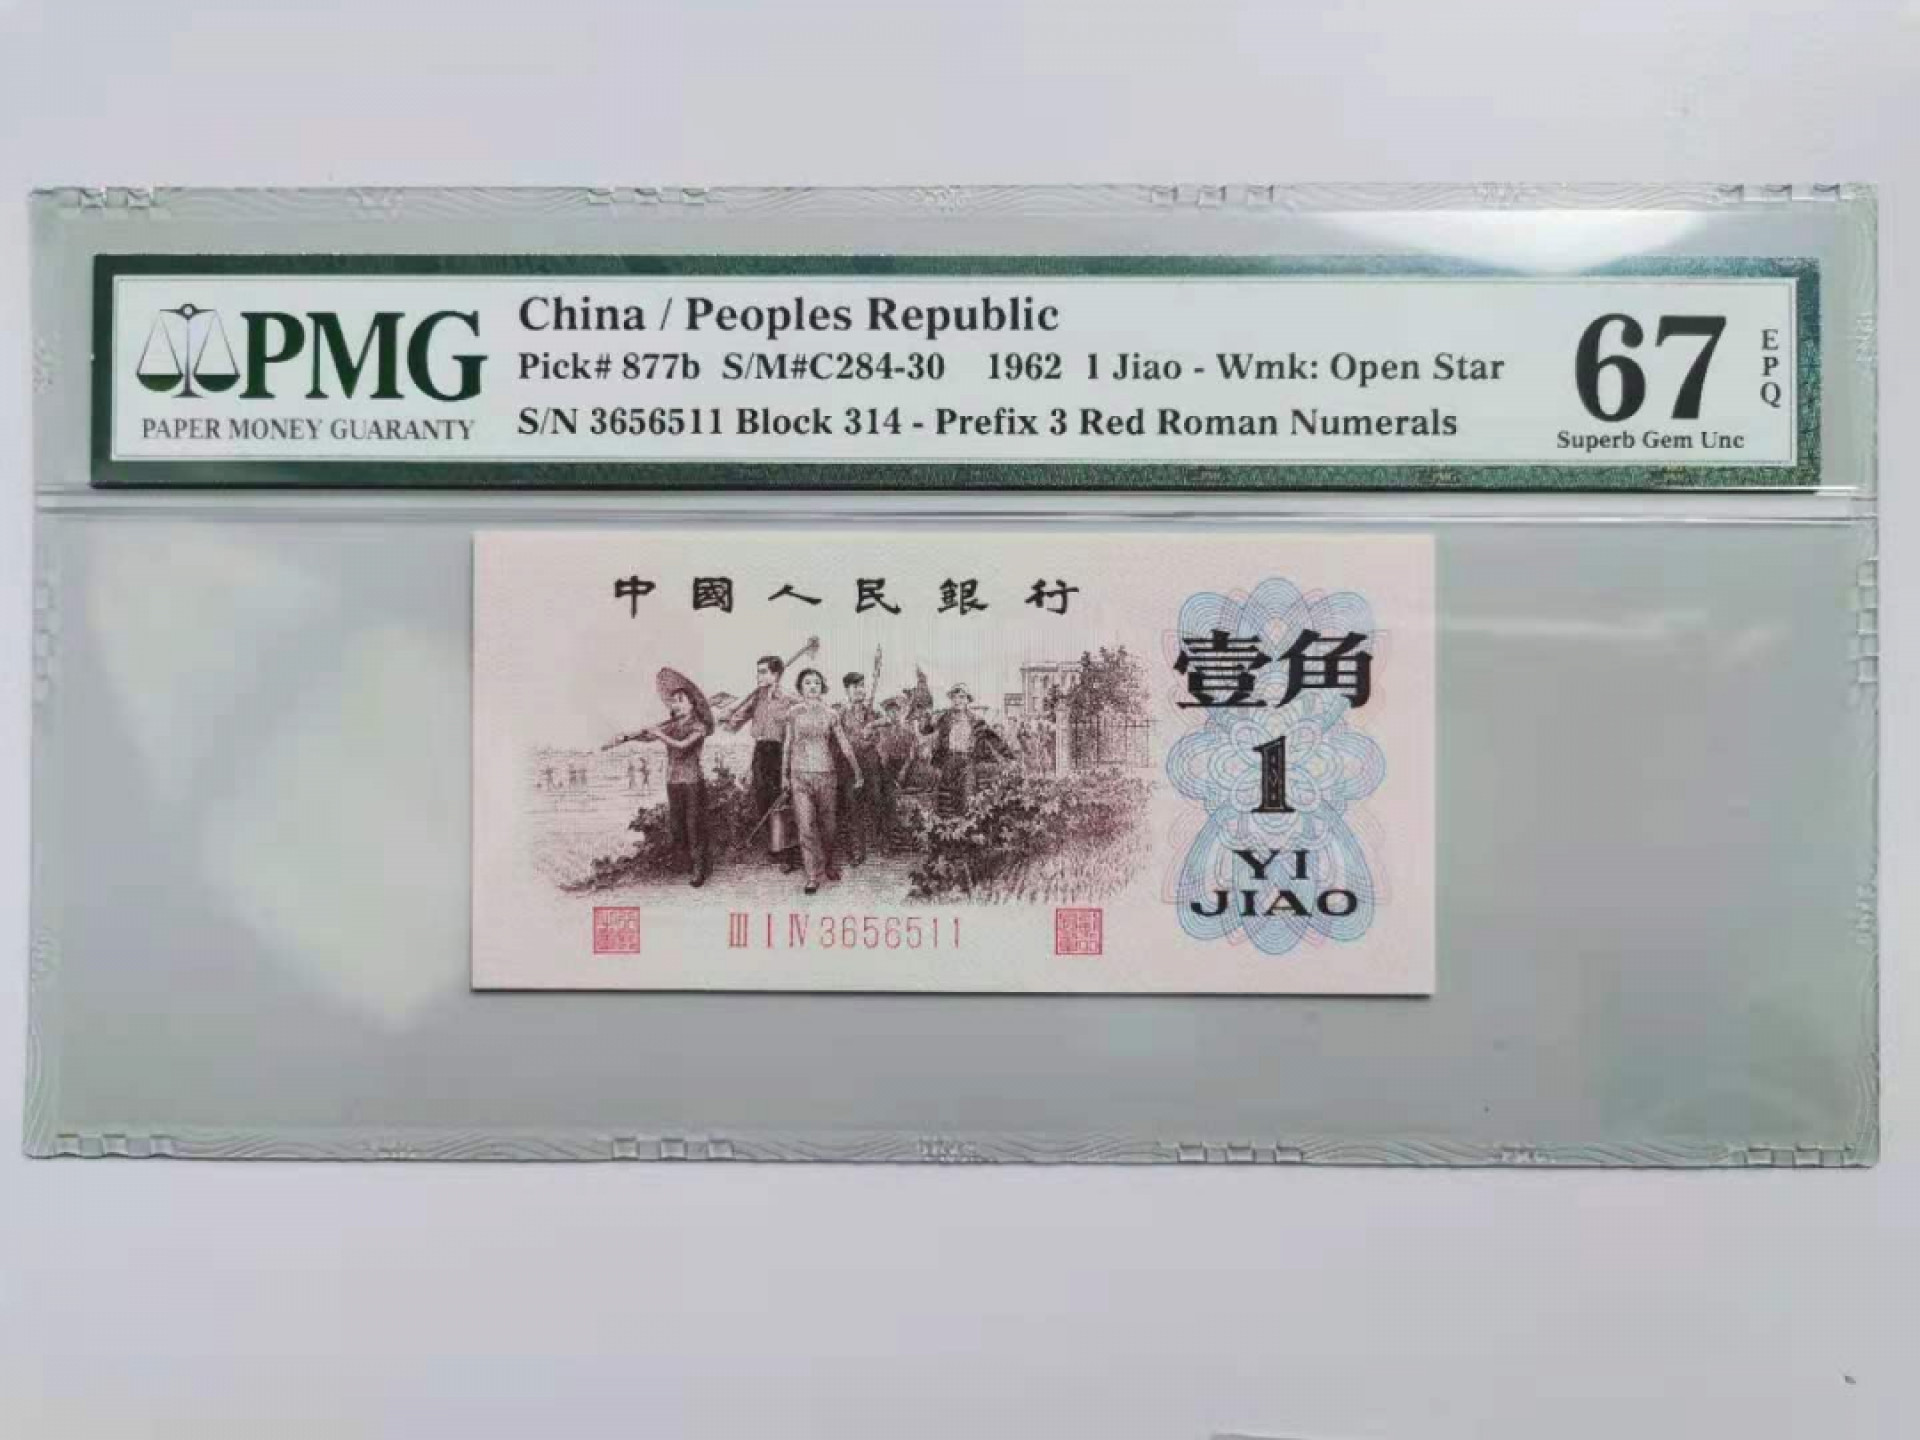 PMG
PAPER MONEY GUARANTY
China / Peoples Republic
Pick# 877b S/M#C284-30 1962 1 Jiao - Wmk: Open Star
S/N 3656511 Block 314 - Prefix 3 Red Roman Numerals
67
EPQ
Superb Gem Unc
中國人民銀行
壹角
1
YI
JIAO
III I IV 3656511